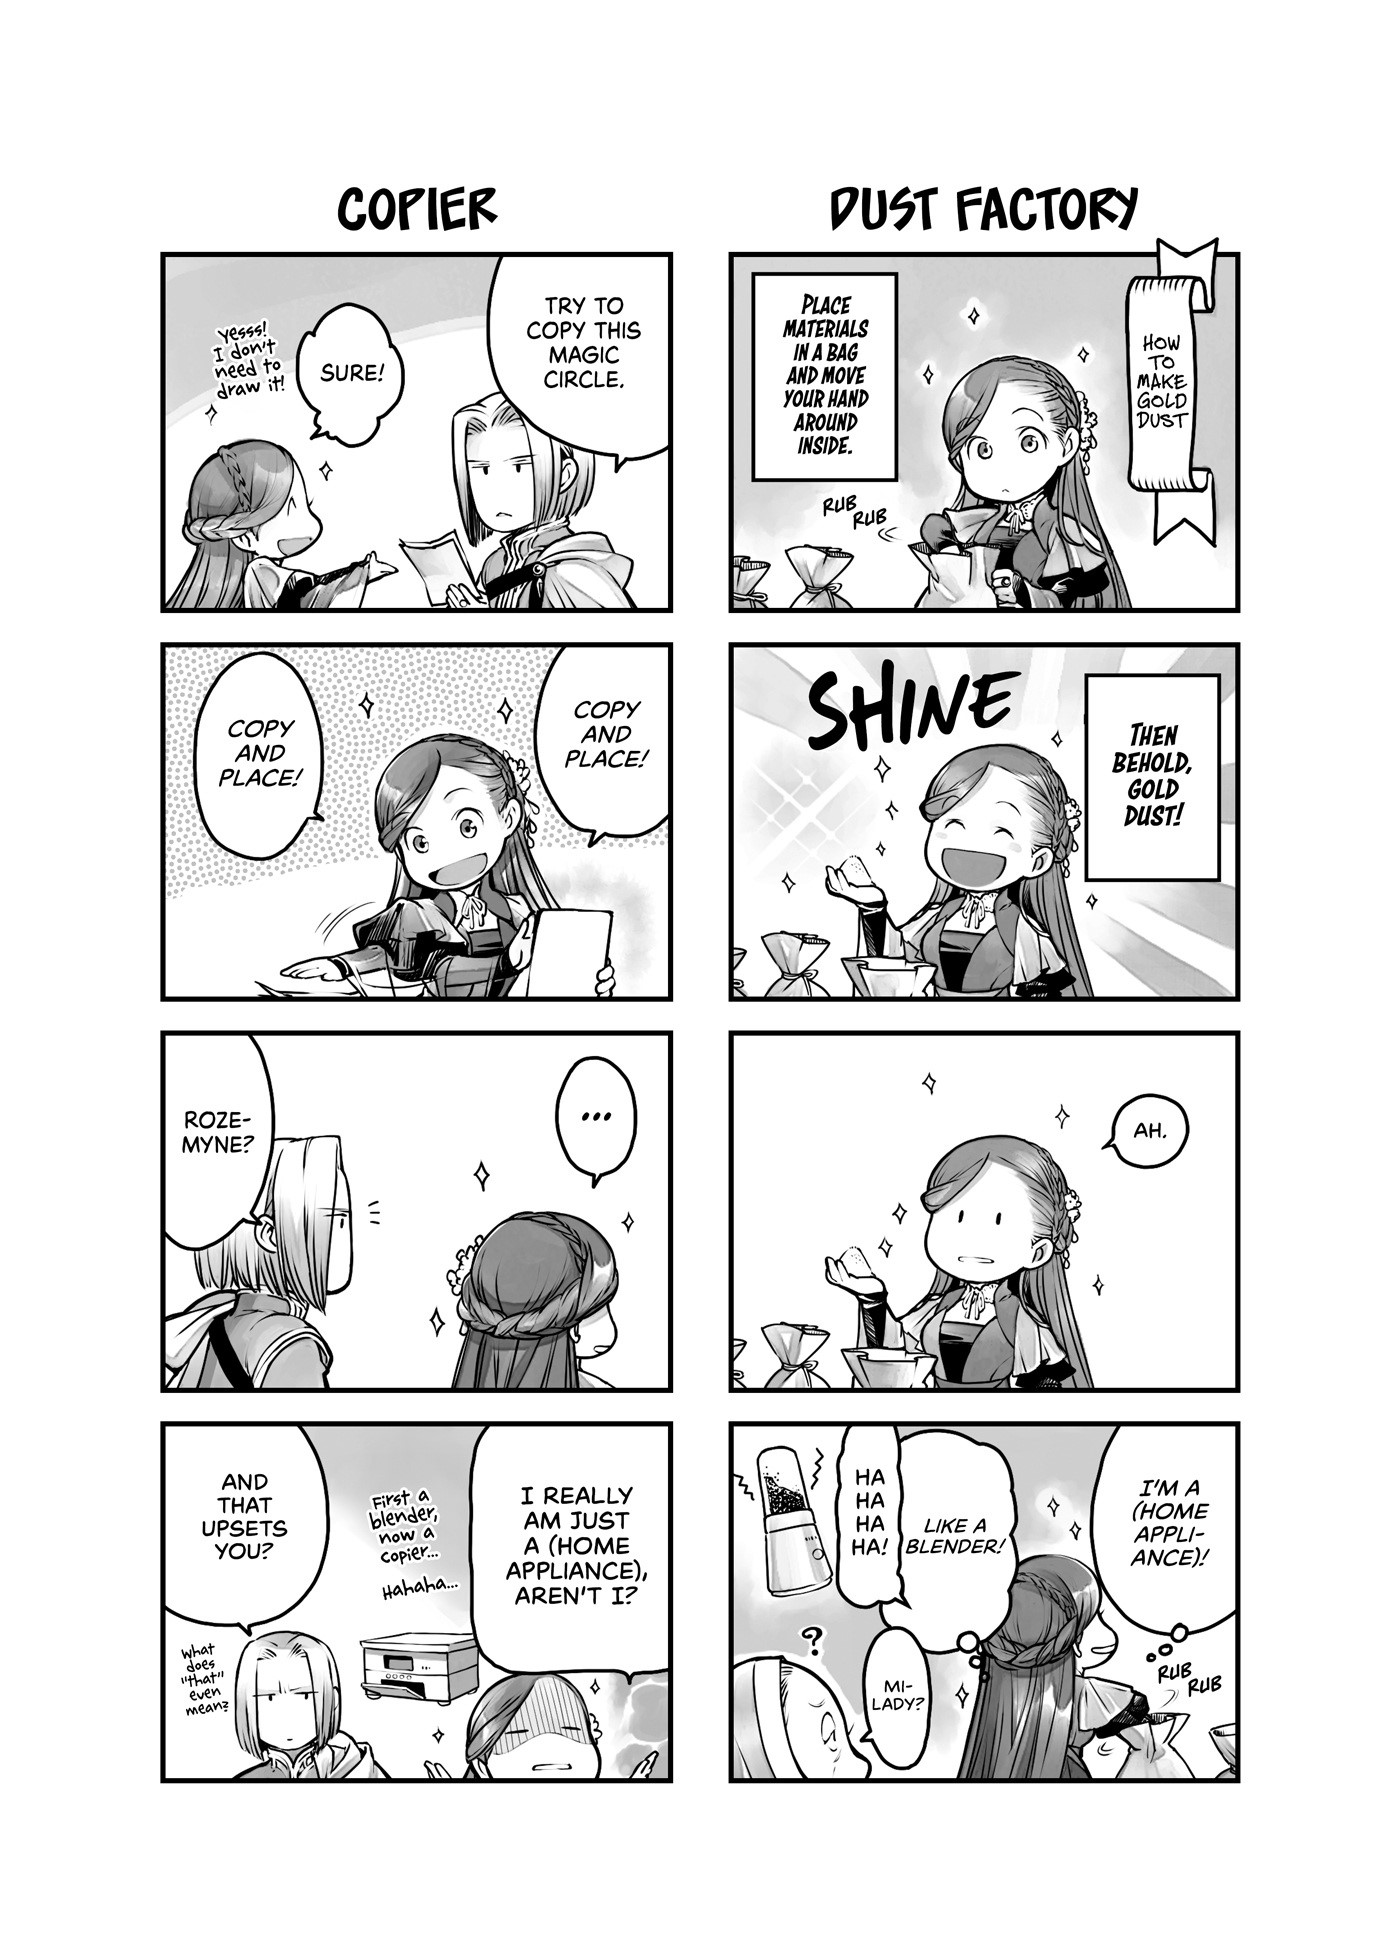 DUST FACTORY
HOW
TO
MAKE
GOLD
DUST
PLACE
MATERIALS
IN A BAG
AND MOVE
YOUR HAND
AROUND
INSIDE.
RUB
RUB
THEN
BEHOLD,
GOLD
DUST!
SHINE
AH.
I'M A
(HOME
APPLI-
ANCE)!
LIKE A
BLENDER!
HA
HA
HA
HA!
RUB
RUB
MI-
LADY?
?
COPIER
TRY TO
COPY THIS
MAGIC
CIRCLE.
SURE!
Yesss!
I don't
need to
draw it!
COPY
AND
PLACE!
COPY
AND
PLACE!
...
ROZE-
MYNE?
I REALLY
AM JUST
A (HOME
APPLIANCE),
AREN'T I?
First a
blender,
now a
copier...
Hahaha...
AND
THAT
UPSETS
YOU?
What
does
"that"
even
mean?